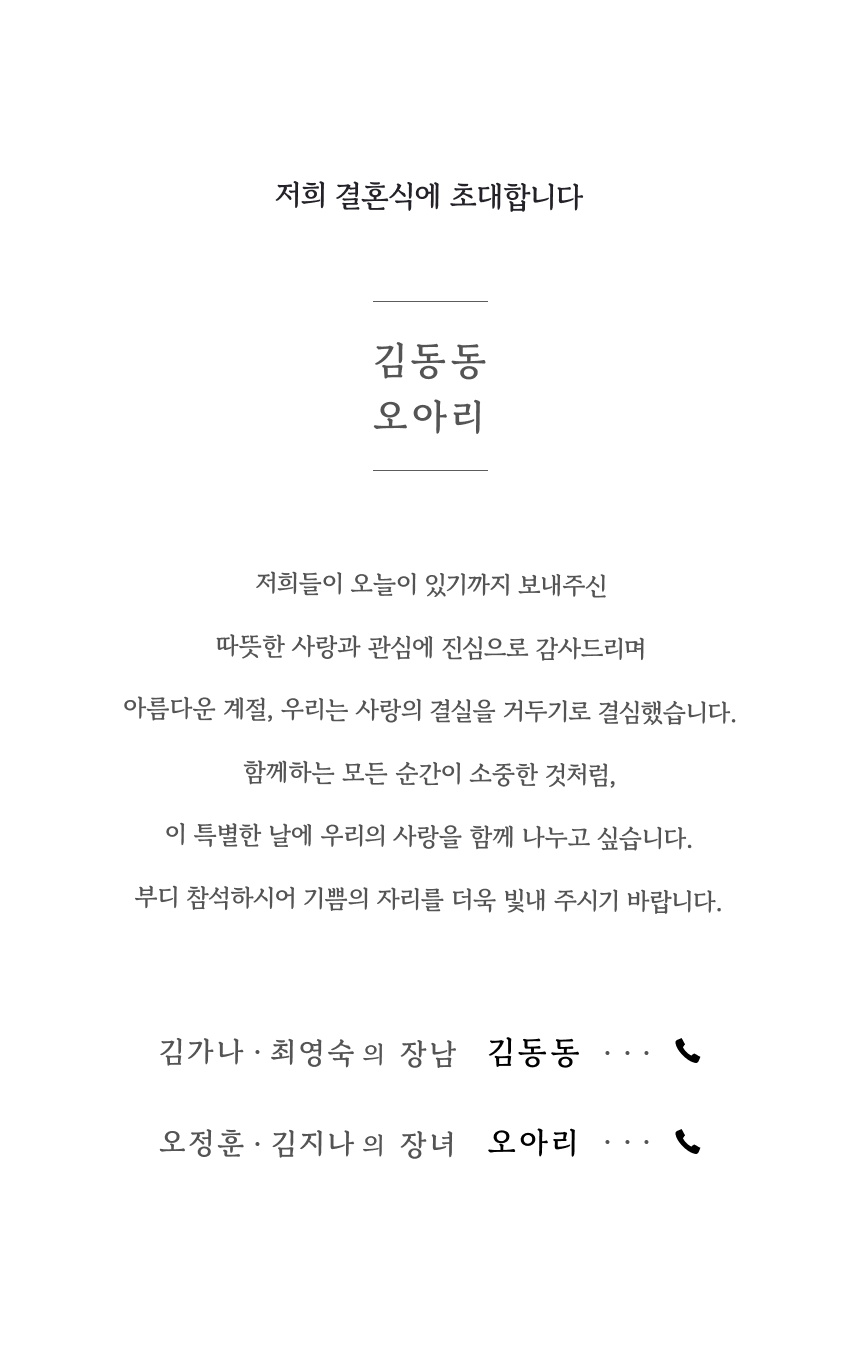 저희 결혼식에 초대합니다
김동동
오아리
저희들이 오늘이 있기까지 보내주신
따뜻한 사랑과 관심에 진심으로 감사드리며
아름다운 계절, 우리는 사랑의 결실을 거두기로 결심했습니다.
함께하는 모든 순간이 소중한 것처럼,
이 특별한 날에 우리의 사랑을 함께 나누고 싶습니다.
부디 참석하시어 기쁨의 자리를 더욱 빛내 주시기 바랍니다.
김가나 · 최영숙 의 장남 김동동 · · ·
오정훈 · 김지나 의 장녀 오아리 · · ·